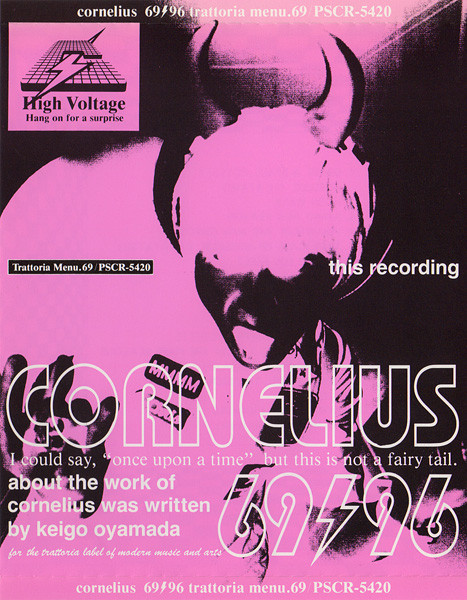 cornelius 69⚡96 trattoria menu.69/PSCR-5420
High Voltage
Hang on for a surprise
Trattoria Menu.69/PSCR-5420
this recording
MMMM
CORNELIUS
I could say, “once upon a time” but this is not a fairy tail.
about the work of
cornelius was written
by keigo oyamada
69⚡96
for the trattoria label of modern music and arts
cornelius 69⚡96 trattoria menu.69/PSCR-5420